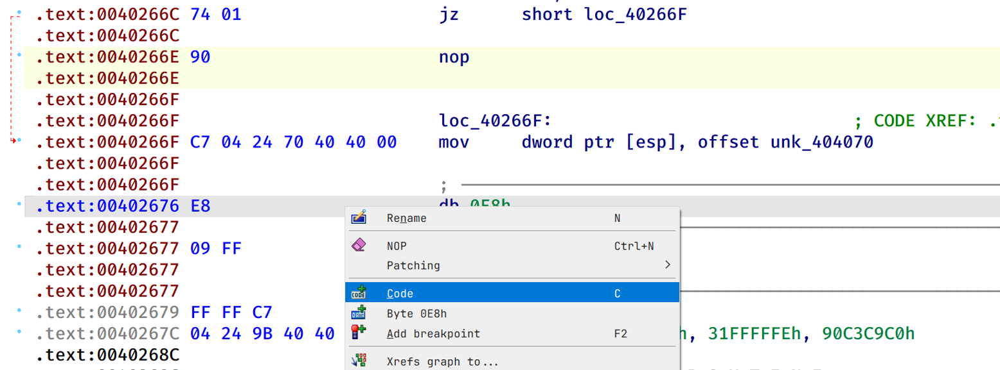 .text:0040266C 74 01 jz short loc_40266F
.text:0040266C
.text:0040266E 90 nop
.text:0040266E
.text:0040266F
.text:0040266F loc_40266F: ; CODE XREF: .
.text:0040266F C7 04 24 70 40 40 00 mov dword ptr [esp], offset unk_404070
.text:0040266F
.text:0040266F ;
.text:00402676 E8 db 0E8h
Rename N
.text:00402677
.text:00402677 09 FF
NOP Ctrl+N
Patching
.text:00402677
.text:00402677
Code C
.text:00402679 FF FF C7
Byte 0E8h
.text:0040267C 04 24 9B 40 40 h, 31FFFFFEh, 90C3C9C0h
Add breakpoint F2
.text:0040268C
Xrefs graph to...